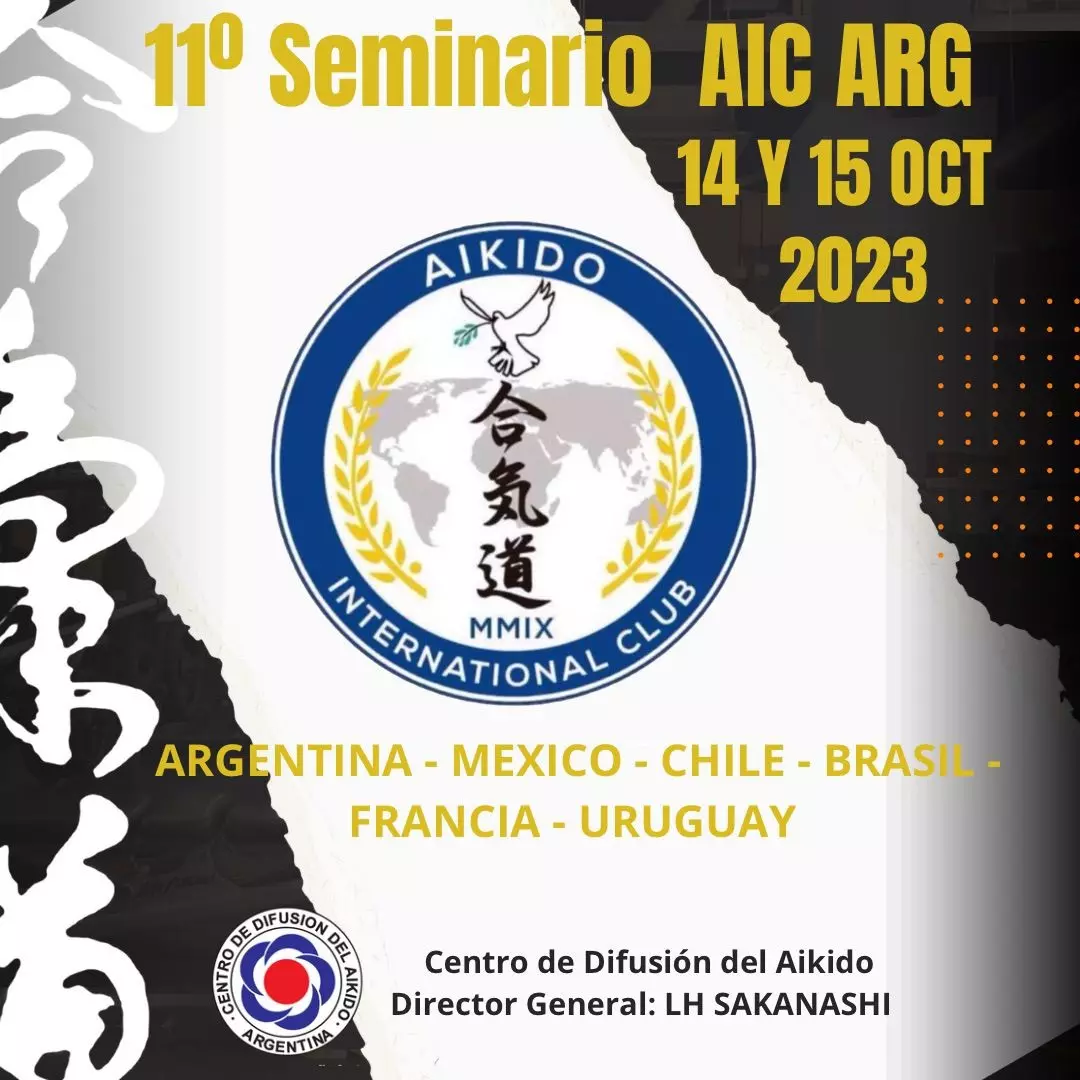 11º Seminario AIC ARG
14 Y 15 OCT
2023
AIKIDO
合
気
道
MMIX
INTERNATIONAL CLUB
ARGENTINA - MEXICO - CHILE - BRASIL -
FRANCIA - URUGUAY
· CENTRO DE DIFUSION DEL AIKIDO ·
ARGENTINA
Centro de Difusión del Aikido
Director General: LH SAKANASHI